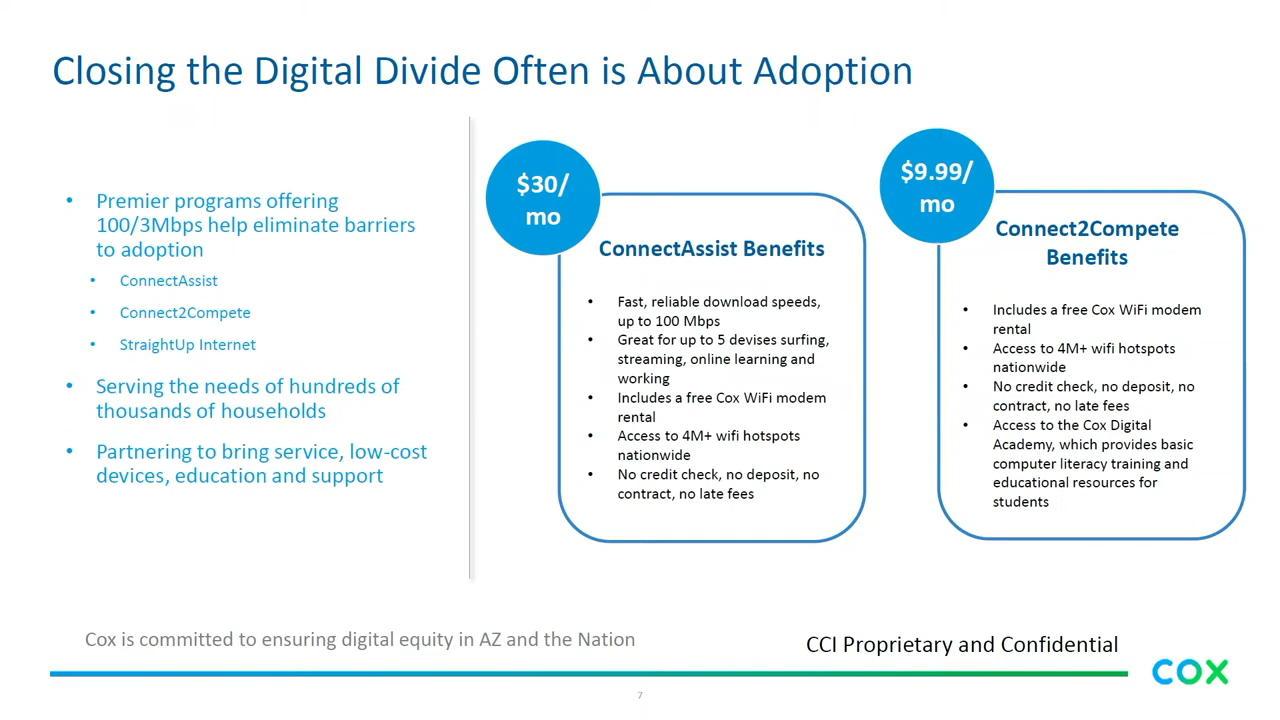 Closing the Digital Divide Often is About Adoption
• Premier programs offering
100/3Mbps help eliminate barriers
to adoption
• ConnectAssist
• Connect2Compete
• StraightUp Internet
• Serving the needs of hundreds of
thousands of households
• Partnering to bring service, low-cost
devices, education and support
$30/
mo
ConnectAssist Benefits
• Fast, reliable download speeds,
up to 100 Mbps
• Great for up to 5 devises surfing,
streaming, online learning and
working
• Includes a free Cox WiFi modem
rental
• Access to 4M+ wifi hotspots
nationwide
• No credit check, no deposit, no
contract, no late fees
$9.99/
mo
Connect2Compete
Benefits
• Includes a free Cox WiFi modem
rental
• Access to 4M+ wifi hotspots
nationwide
• No credit check, no deposit, no
contract, no late fees
• Access to the Cox Digital
Academy, which provides basic
computer literacy training and
educational resources for
students
Cox is committed to ensuring digital equity in AZ and the Nation
CCI Proprietary and Confidential
COX
7